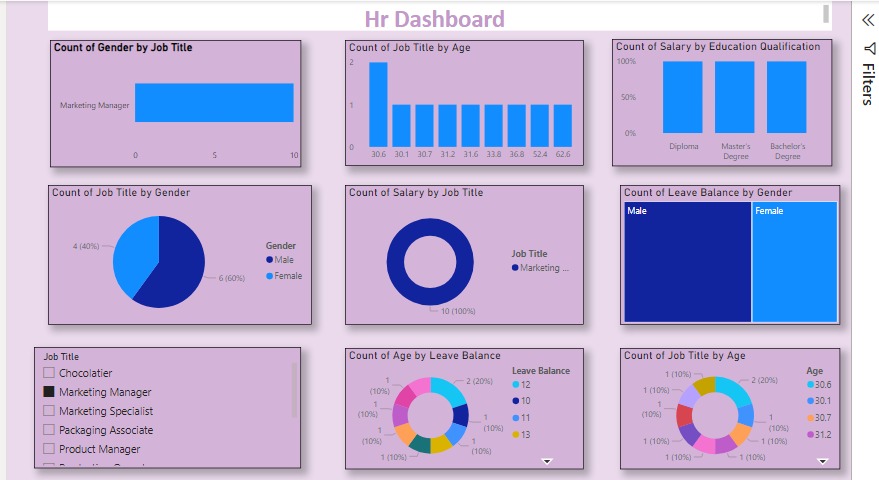 Hr Dashboard
Filters
Count of Gender by Job Title
Marketing Manager
0 5 10
Count of Job Title by Age
2
1
0
30.6 30.1 30.7 31.2 31.6 33.8 36.8 52.4 62.6
Count of Salary by Education Qualification
100%
50%
0%
Diploma Master's Bachelor's
Degree Degree
Count of Job Title by Gender
4 (40%)
6 (60%)
Gender
Male
Female
Count of Salary by Job Title
10 (100%)
Job Title
Marketing ...
Count of Leave Balance by Gender
Male Female
Job Title
Chocolatier
Marketing Manager
Marketing Specialist
Packaging Associate
Product Manager
Count of Age by Leave Balance
2 (20%)
1
(10%)
1
(10%)
1 (10%)
1 (10%)
1
(10%)
1
(10%)
1
(10%)
Leave Balance
12
10
11
13
Count of Job Title by Age
1 (10%)
2 (20%)
1 (10%)
1
(10%)
1
(10%)
1 (10%)
1 (10%)
1 (10%)
1 (10%)
Age
30.6
30.1
30.7
31.2